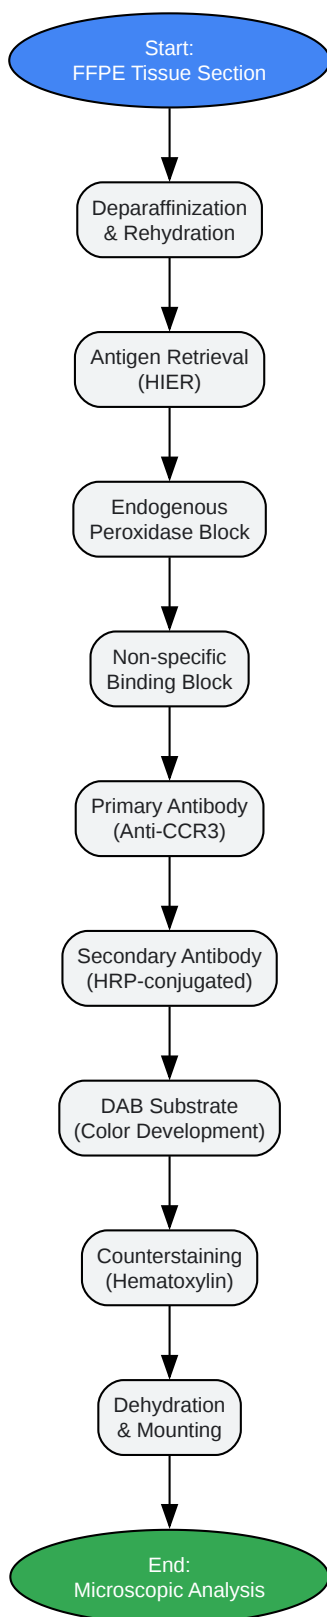 Start:
FFPE Tissue Section
Deparaffinization
& Rehydration
Antigen Retrieval
(HIER)
Endogenous
Peroxidase Block
Non-specific
Binding Block
Primary Antibody
(Anti-CCR3)
Secondary Antibody
(HRP-conjugated)
DAB Substrate
(Color Development)
Counterstaining
(Hematoxylin)
Dehydration
& Mounting
End:
Microscopic Analysis